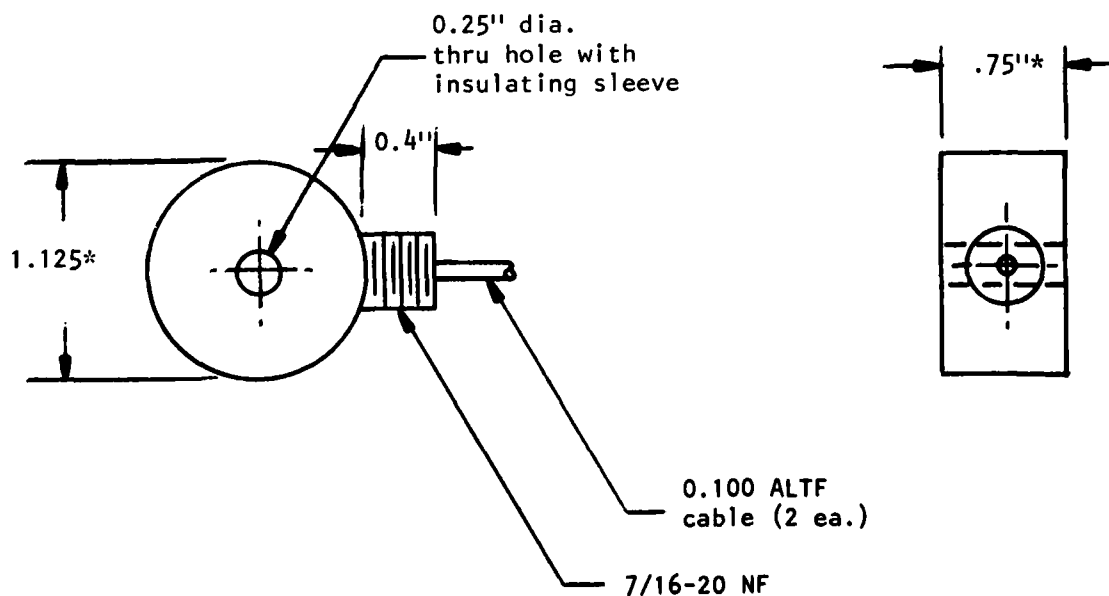 0.25" dia.
thru hole with
insulating sleeve
.75"*
0.4"
1.125*
0.100 ALTF
cable (2 ea.)
7/16-20 NF